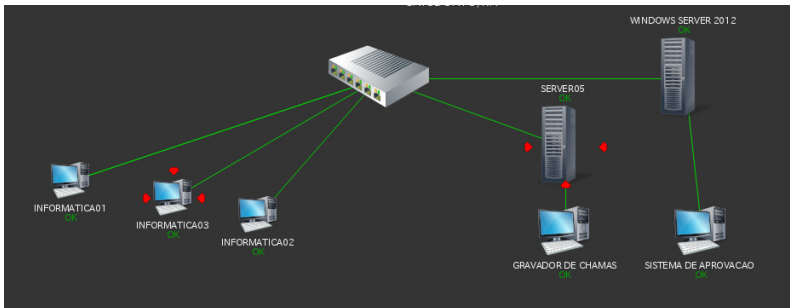 WINDOWS SERVER 2012
OK
SERVER05
OK
INFORMATICA01
OK
INFORMATICA03
OK
INFORMATICA02
OK
GRAVADOR DE CHAMAS
OK
SISTEMA DE APROVACAO
OK